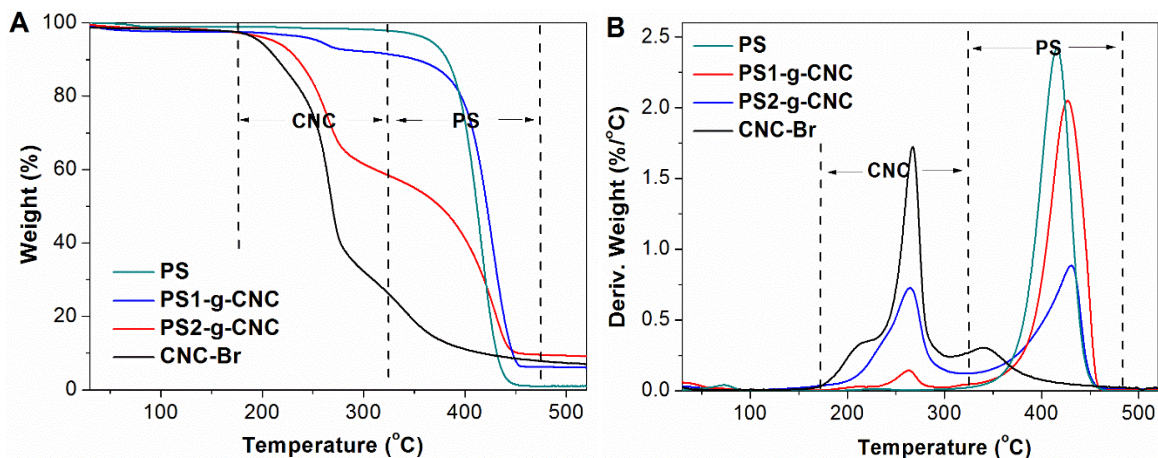 A
100
80
60
40
20
0
Weight (%)
CNC
PS
PS
PS1-g-CNC
PS2-g-CNC
CNC-Br
100
200
300
400
500
Temperature (°C)
B
2.5
2.0
1.5
1.0
0.5
0.0
Deriv. Weight (%/°C)
PS
PS1-g-CNC
PS2-g-CNC
CNC-Br
PS
CNC
100
200
300
400
500
Temperature (°C)